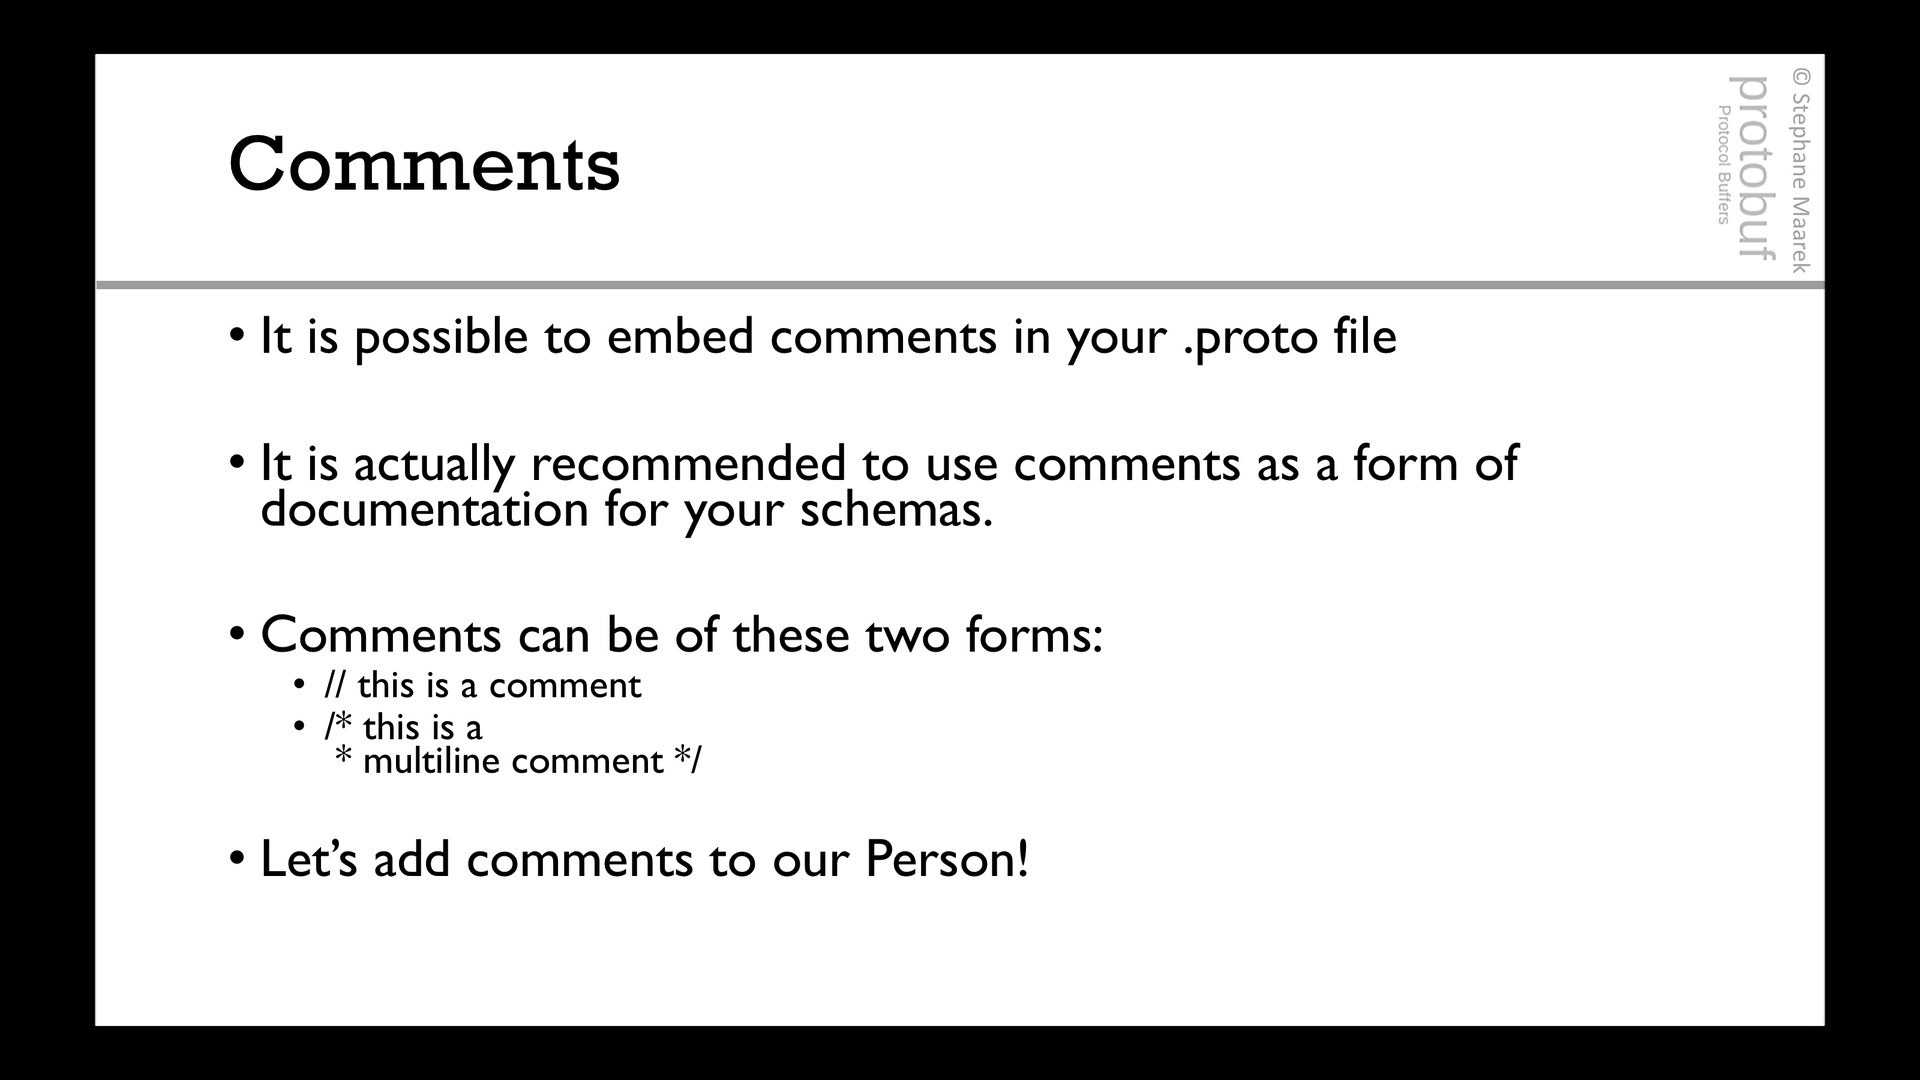 Comments
© Stephane Maarek
protobuf
Protocol Buffers
• It is possible to embed comments in your .proto file
• It is actually recommended to use comments as a form of
documentation for your schemas.
• Comments can be of these two forms:
• // this is a comment
• /* this is a
* multiline comment */
• Let’s add comments to our Person!